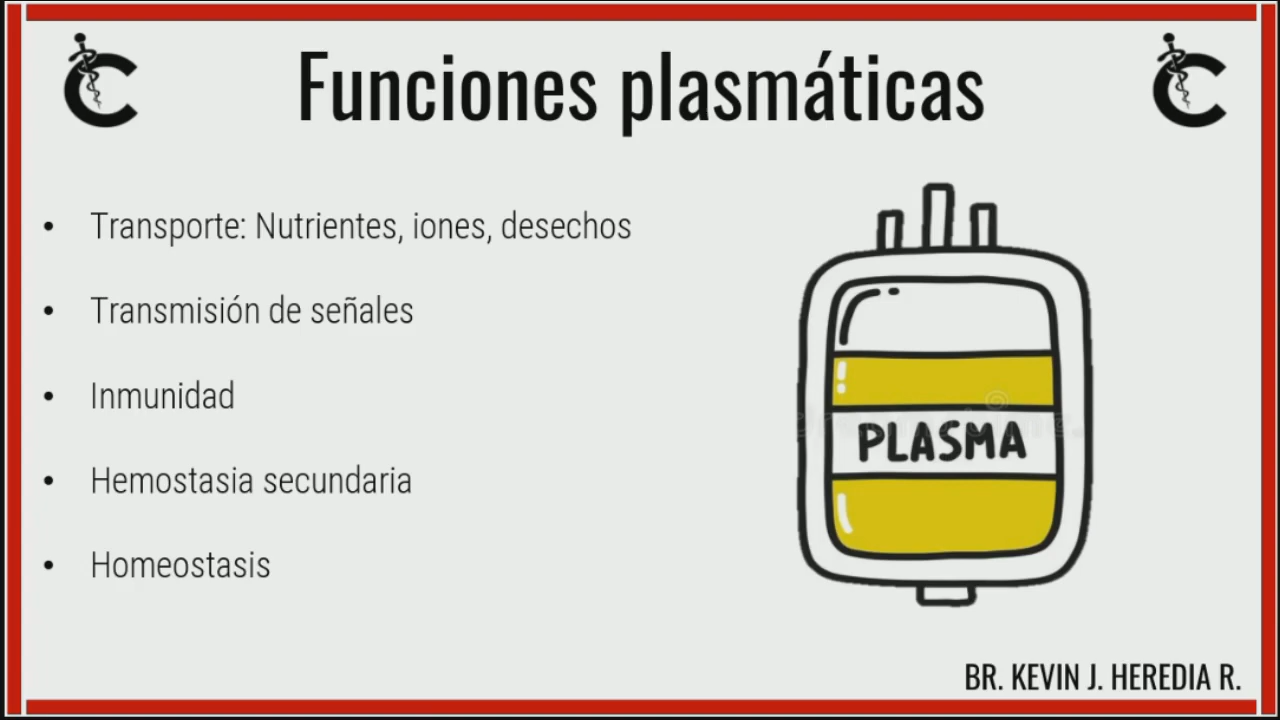 Funciones plasmáticas
• Transporte: Nutrientes, iones, desechos
• Transmisión de señales
• Inmunidad
• Hemostasia secundaria
• Homeostasis
PLASMA
BR. KEVIN J. HEREDIA R.